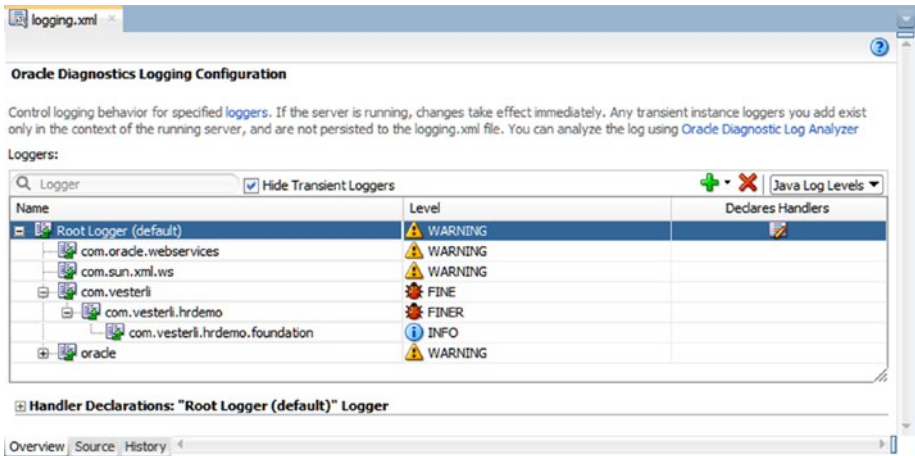 logging.xml
Oracle Diagnostics Logging Configuration
Control logging behavior for specified loggers. If the server is running, changes take effect immediately. Any transient instance loggers you add exist
only in the context of the running server, and are not persisted to the logging.xml file. You can analyze the log using Oracle Diagnostic Log Analyzer
Loggers:
Logger Hide Transient Loggers Java Log Levels
Name Level Declares Handlers
Root Logger (default) WARNING
com.oracle.webservices WARNING
com.sun.xml.ws WARNING
com.vesterli FINE
com.vesterli.hrdemo FINER
com.vesterli.hrdemo.foundation INFO
oracle WARNING
Handler Declarations: "Root Logger (default)" Logger
Overview Source History